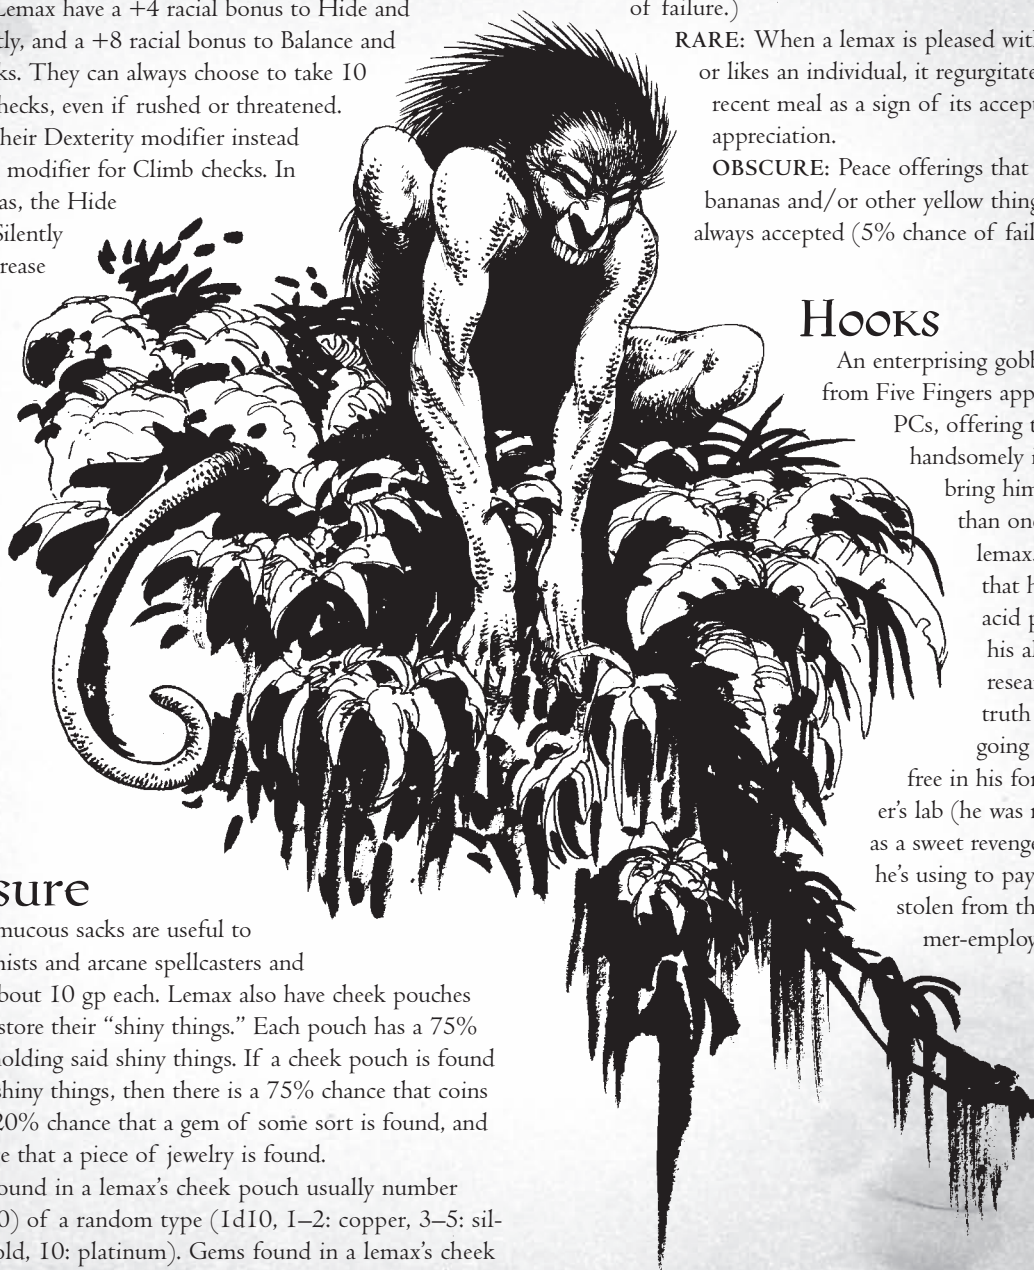 Lemax have a +4 racial bonus to Hide and
tly, and a +8 racial bonus to Balance and
ks. They can always choose to take 10
hecks, even if rushed or threatened.
heir Dexterity modifier instead
modifier for Climb checks. In
as, the Hide
Silently
rease
sure
mucous sacks are useful to
nists and arcane spellcasters and
bout 10 gp each. Lemax also have cheek pouches
store their “shiny things.” Each pouch has a 75%
holding said shiny things. If a cheek pouch is found
shiny things, then there is a 75% chance that coins
20% chance that a gem of some sort is found, and
e that a piece of jewelry is found.
ound in a lemax’s cheek pouch usually number
0) of a random type (1d10, 1–2: copper, 3–5: sil-
old, 10: platinum). Gems found in a lemax’s cheek
of failure.)
RARE: When a lemax is pleased wit
or likes an individual, it regurgitate
recent meal as a sign of its accep
appreciation.
OBSCURE: Peace offerings that
bananas and/or other yellow thing
always accepted (5% chance of fail
Hooks
An enterprising gobb
from Five Fingers app
PCs, offering t
handsomely i
bring him
than one
lemax.
that h
acid p
his al
resea
truth
going
free in his for
er’s lab (he was r
as a sweet revenge
he’s using to pay
stolen from th
mer-employ